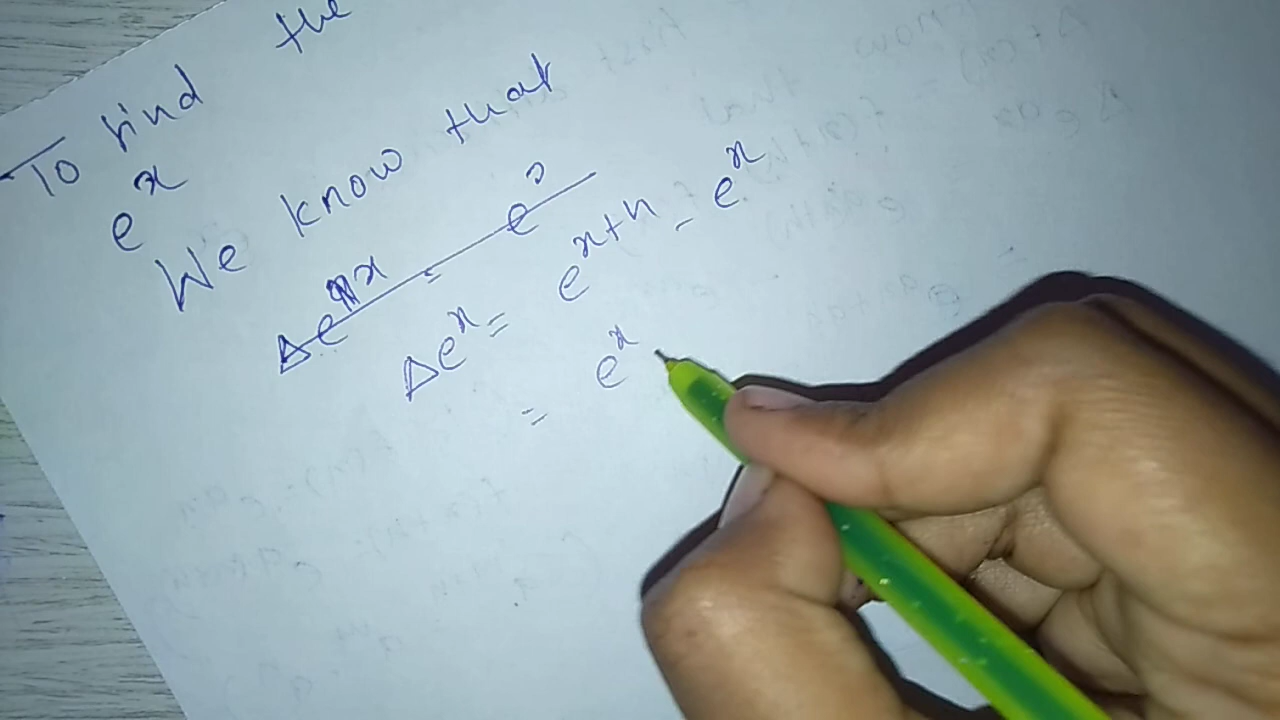 To find the
e^x
We know that
Δe^x = e^{x+h} - e^x
= e^x